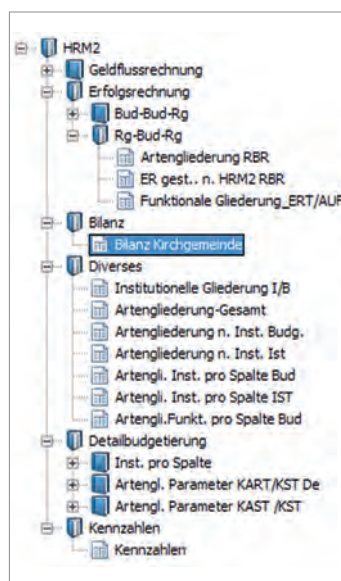 HRM2
Geldflussrechnung
Erfolgsrechnung
Bud-Bud-Rg
Rg-Bud-Rg
Artengliederung RBR
ER gest.. n. HRM2 RBR
Funktionale Gliederung_ERT/AUF
Bilanz
Bilanz Kirchgemeinde
Diverses
Institutionelle Gliederung I/B
Artengliederung-Gesamt
Artengliederung n. Inst. Budg.
Artengliederung n. Inst. Ist
Artengli. Inst. pro Spalte Bud
Artengli. Inst. pro Spalte IST
Artengli.Funkt. pro Spalte Bud
Detailbudgetierung
Inst. pro Spalte
Artengl. Parameter KART/KST De
Artengl. Parameter KAST /KST
Kennzahlen
Kennzahlen